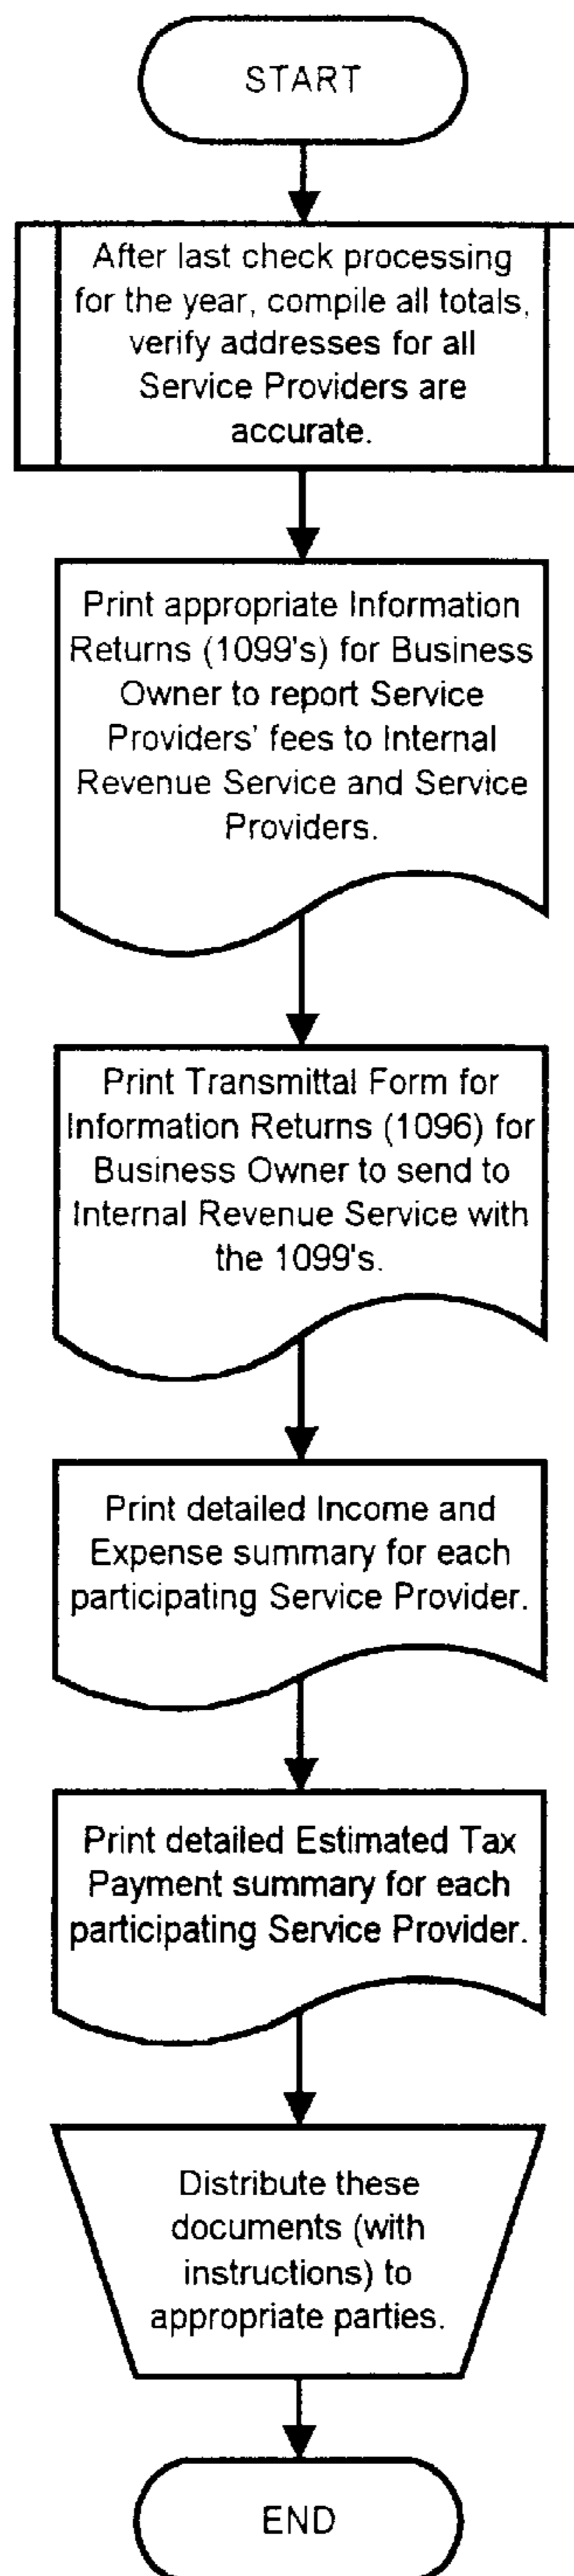 START
After last check processing
for the year, compile all totals,
verify addresses for all
Service Providers are
accurate.
Print appropriate Information
Returns (1099's) for Business
Owner to report Service
Providers' fees to Internal
Revenue Service and Service
Providers.
Print Transmittal Form for
Information Returns (1096) for
Business Owner to send to
Internal Revenue Service with
the 1099's.
Print detailed Income and
Expense summary for each
participating Service Provider.
Print detailed Estimated Tax
Payment summary for each
participating Service Provider.
Distribute these
documents (with
instructions) to
appropriate parties.
END